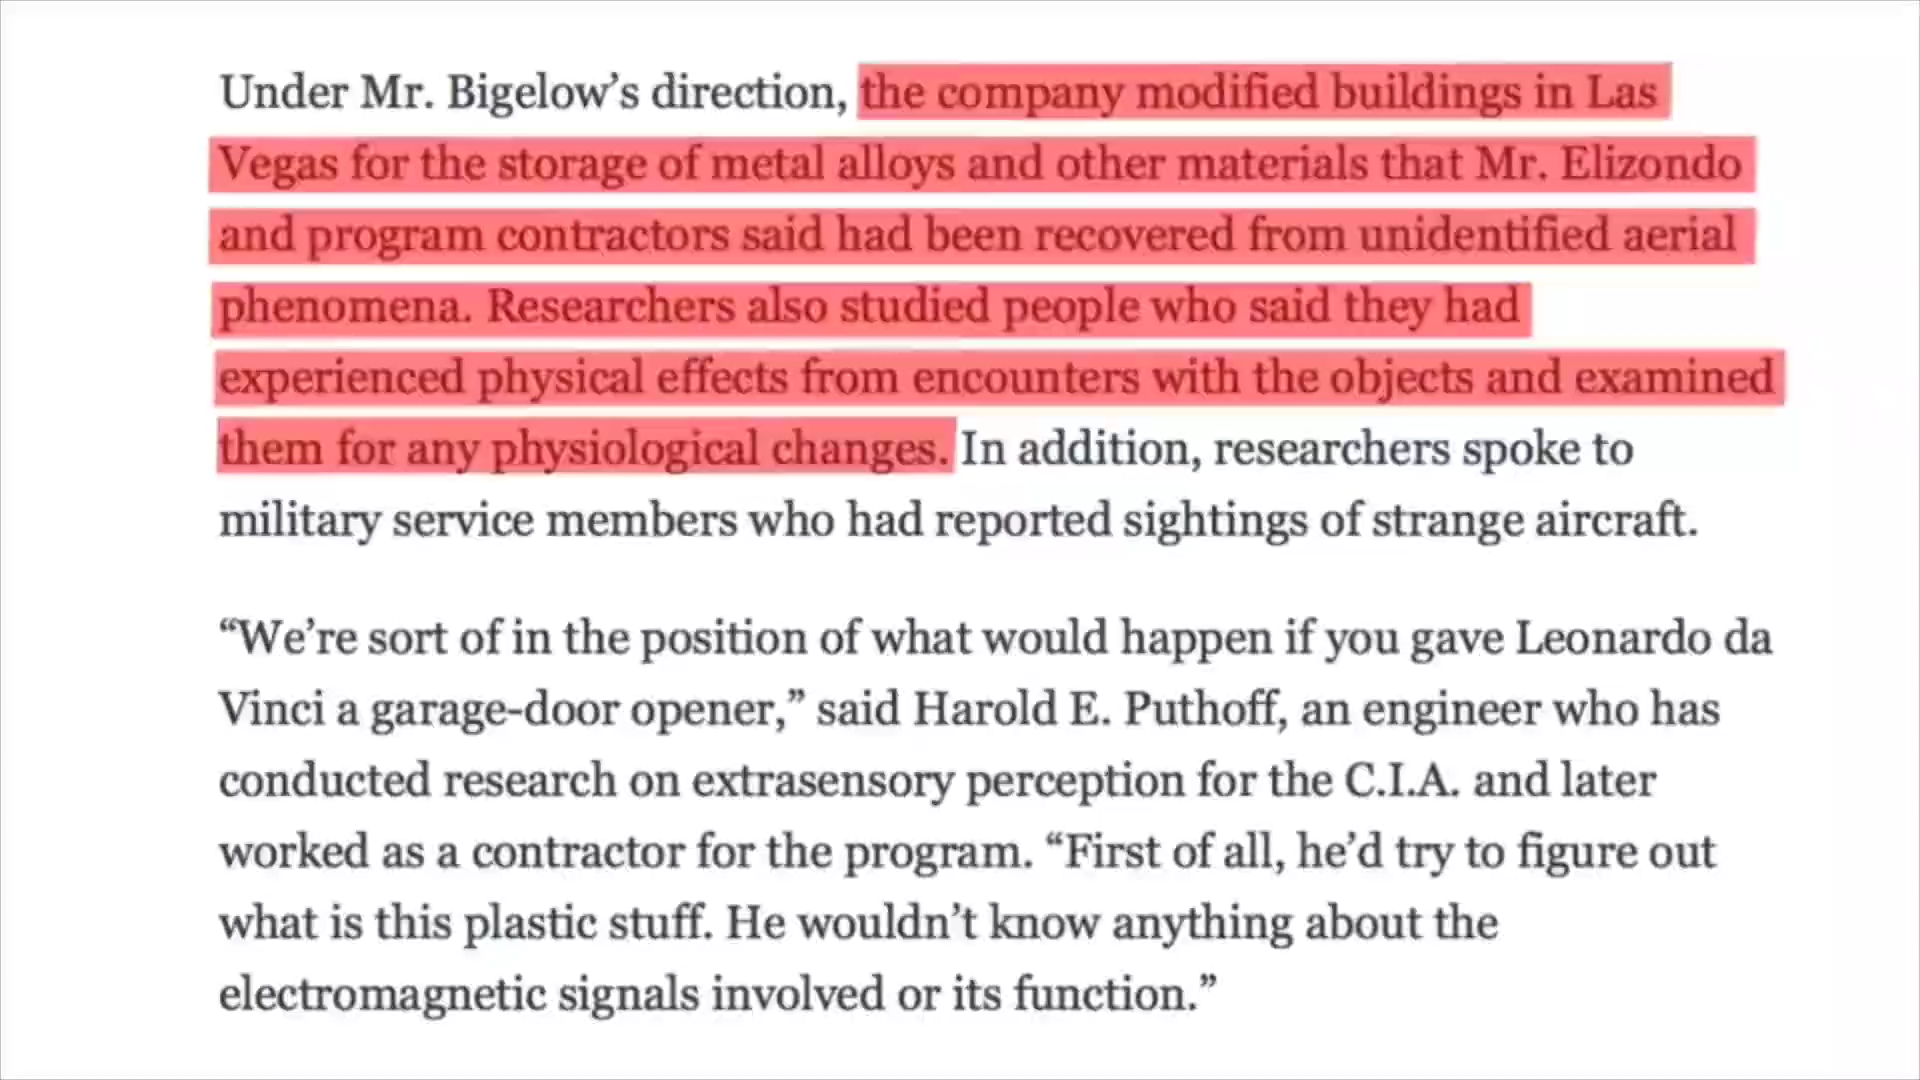 Under Mr. Bigelow’s direction, the company modified buildings in Las
Vegas for the storage of metal alloys and other materials that Mr. Elizondo
and program contractors said had been recovered from unidentified aerial
phenomena. Researchers also studied people who said they had
experienced physical effects from encounters with the objects and examined
them for any physiological changes. In addition, researchers spoke to
military service members who had reported sightings of strange aircraft.
“We’re sort of in the position of what would happen if you gave Leonardo da
Vinci a garage-door opener,” said Harold E. Puthoff, an engineer who has
conducted research on extrasensory perception for the C.I.A. and later
worked as a contractor for the program. “First of all, he’d try to figure out
what is this plastic stuff. He wouldn’t know anything about the
electromagnetic signals involved or its function.”